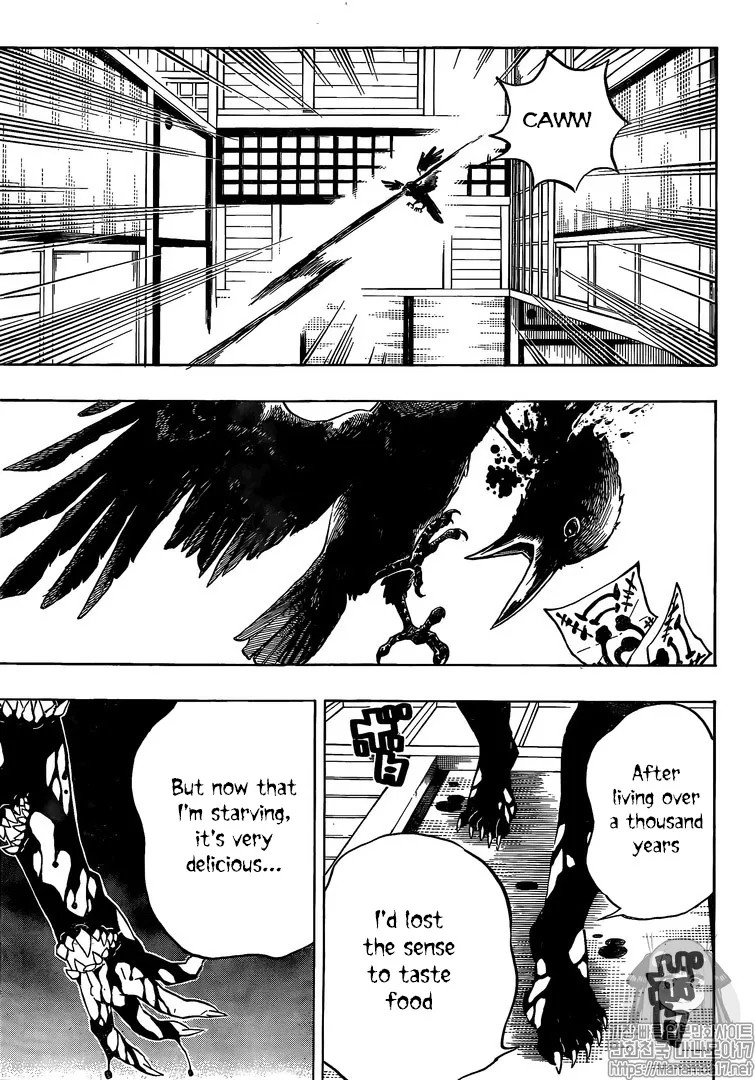 CAWW
After
living over
a thousand
years
I'd lost
the sense
to taste
food
But now that
I'm starving,
it's very
delicious...